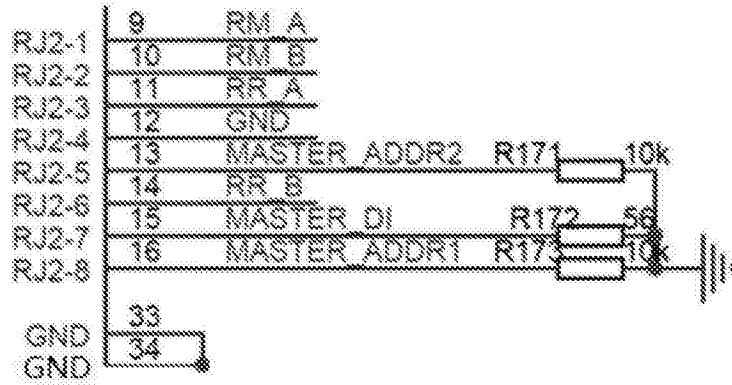 9 RM_A
RJ2-1
10 RM_B
RJ2-2
11 RR_A
RJ2-3
12 GND
RJ2-4
13 MASTER_ADDR2 R171 10k
RJ2-5
14 RR_B
RJ2-6
15 MASTER_DI R172 56
RJ2-7
16 MASTER_ADDR1 R173 10k
RJ2-8
33
GND
34
GND